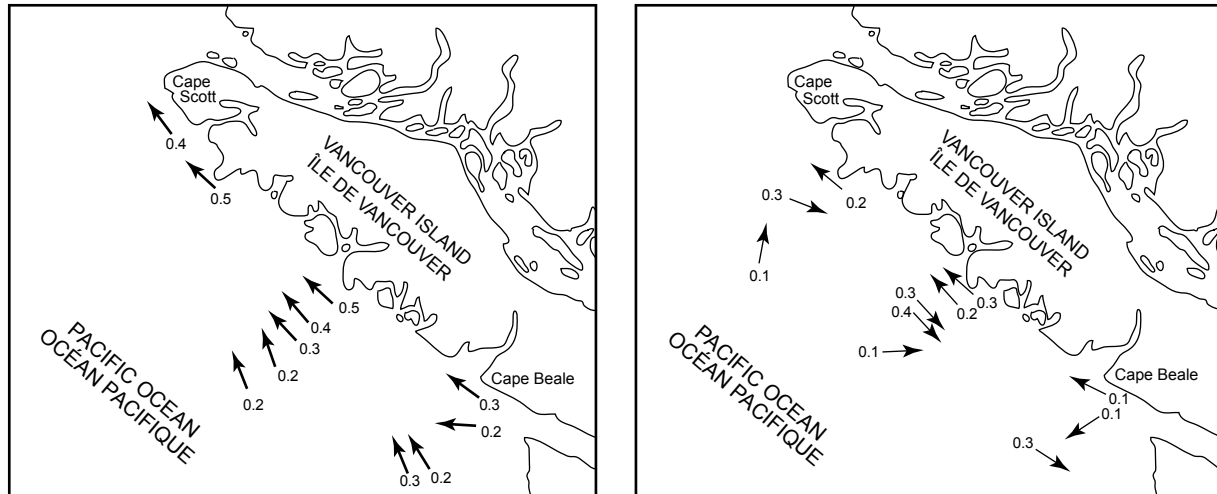 Cape
Scott
0.4
0.5
VANCOUVER ISLAND
ÎLE DE VANCOUVER
0.5
0.4
0.3
0.2
0.2
PACIFIC OCEAN
OCÉAN PACIFIQUE
Cape Beale
0.3
0.2
0.2
0.3
Cape
Scott
0.3
0.2
0.1
VANCOUVER ISLAND
ÎLE DE VANCOUVER
0.3
0.4
0.3
0.2
0.1
PACIFIC OCEAN
OCÉAN PACIFIQUE
Cape Beale
0.1
0.1
0.3